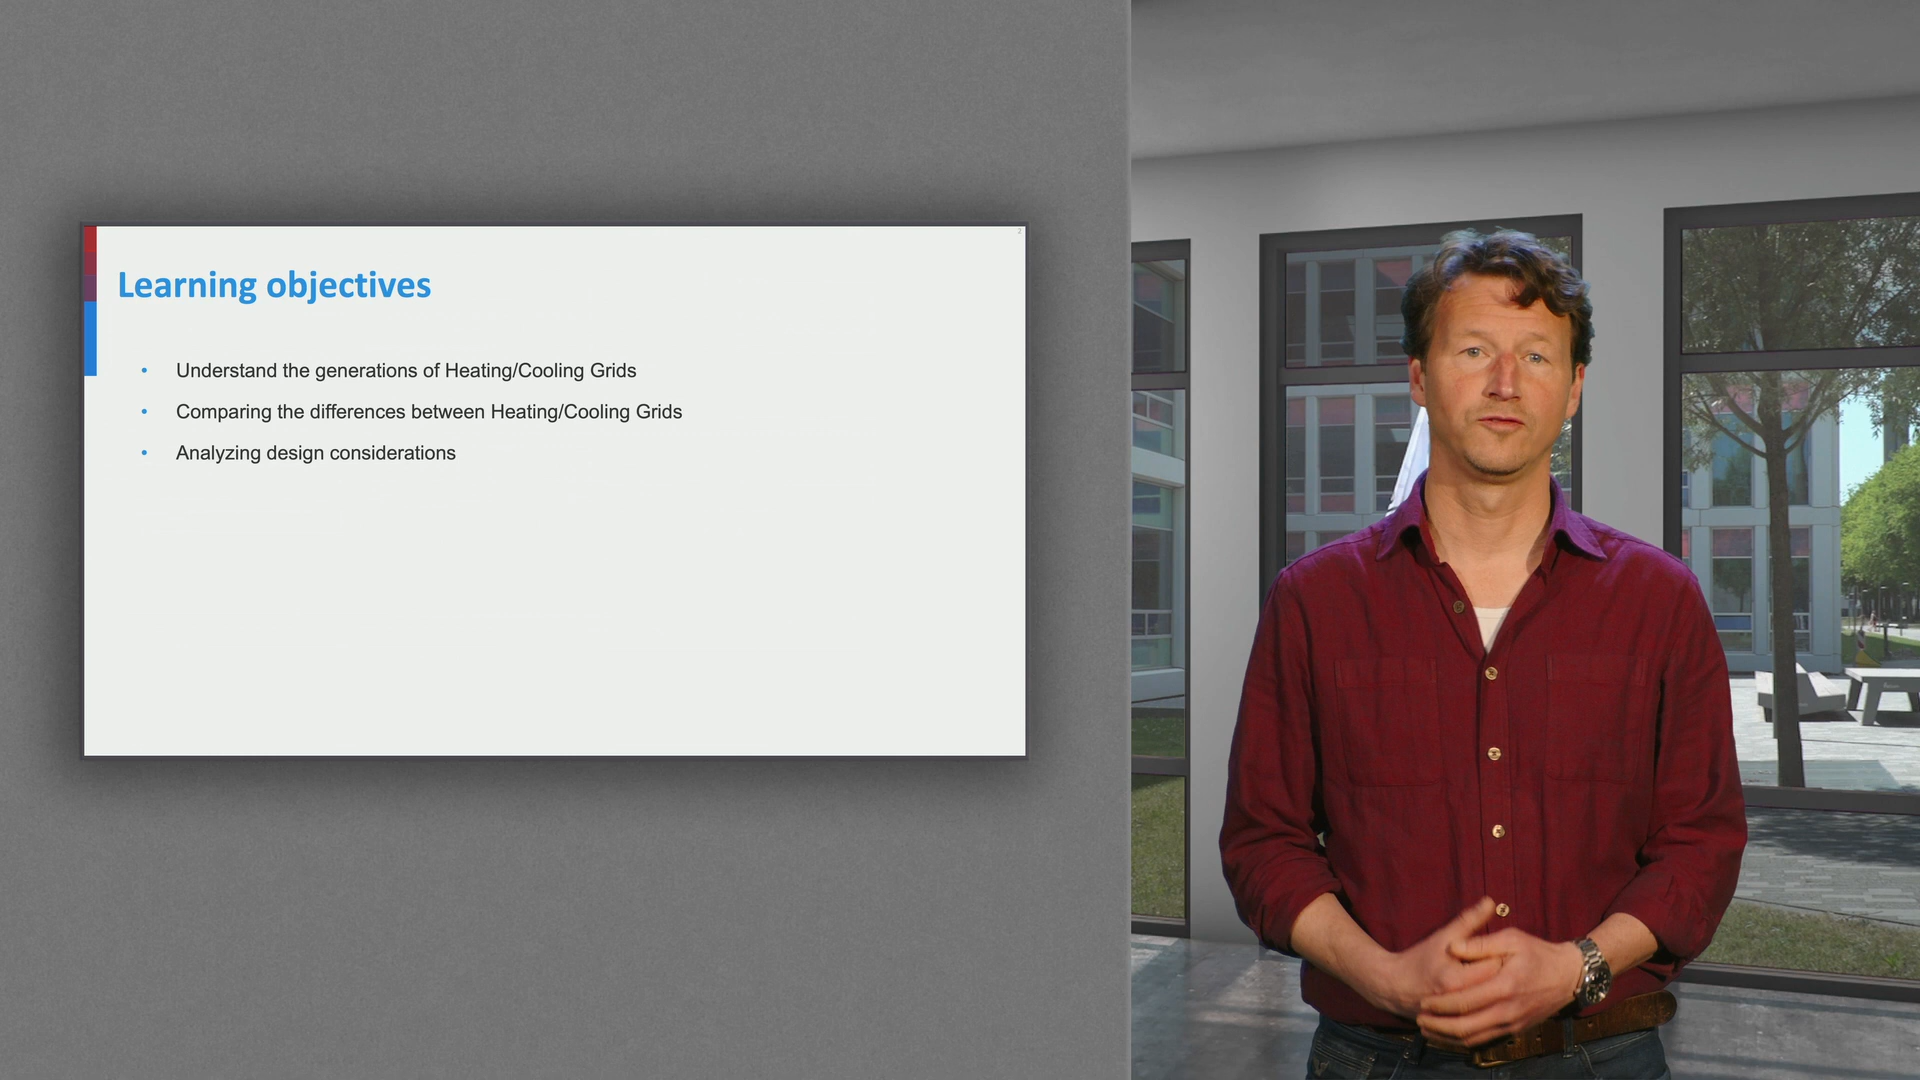 2
Learning objectives
• Understand the generations of Heating/Cooling Grids
• Comparing the differences between Heating/Cooling Grids
• Analyzing design considerations